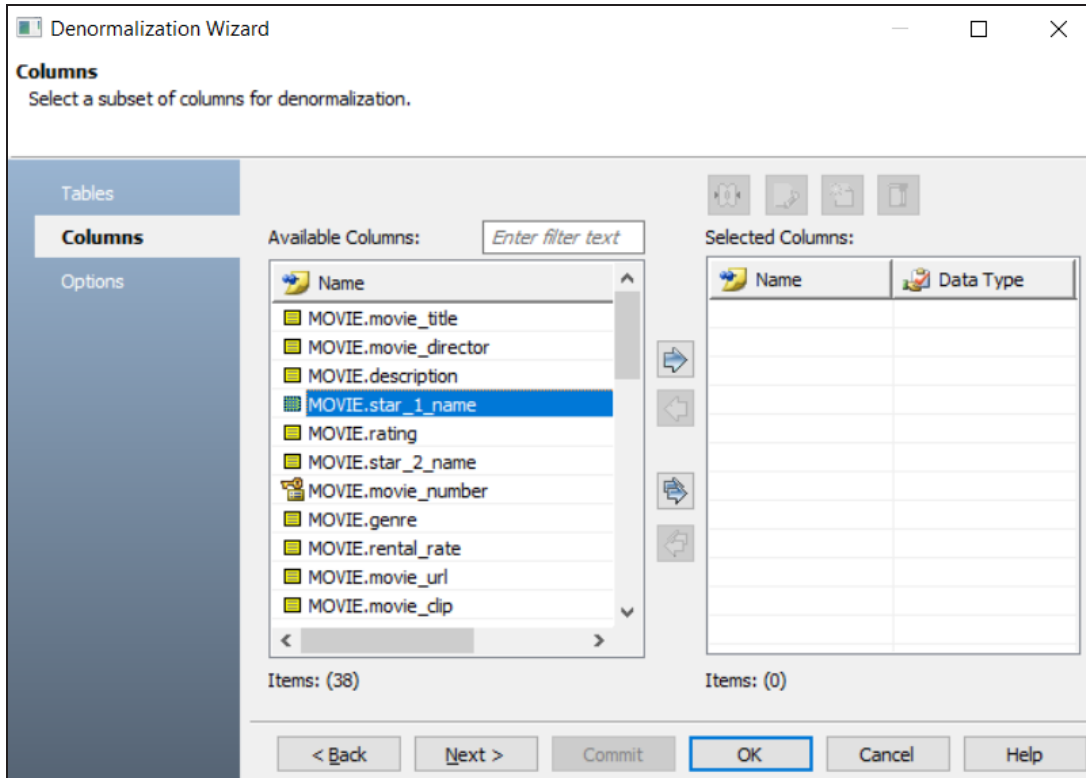 Denormalization Wizard
Columns
Select a subset of columns for denormalization.
Tables
Columns
Options
Available Columns:
Enter filter text
Name
MOVIE.movie_title
MOVIE.movie_director
MOVIE.description
MOVIE.star_1_name
MOVIE.rating
MOVIE.star_2_name
MOVIE.movie_number
MOVIE.genre
MOVIE.rental_rate
MOVIE.movie_url
MOVIE.movie_clip
Items: (38)
Selected Columns:
Name Data Type
Items: (0)
< Back Next > Commit OK Cancel Help